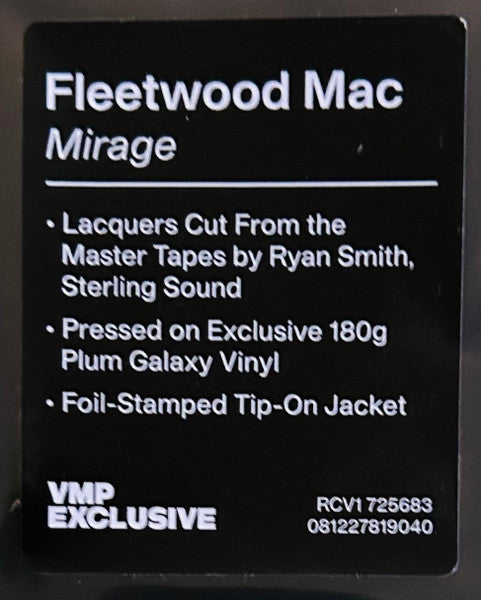 Fleetwood Mac
Mirage
• Lacquers Cut From the
Master Tapes by Ryan Smith,
Sterling Sound
• Pressed on Exclusive 180g
Plum Galaxy Vinyl
• Foil-Stamped Tip-On Jacket
VMP
EXCLUSIVE
RCV1 725683
081227819040